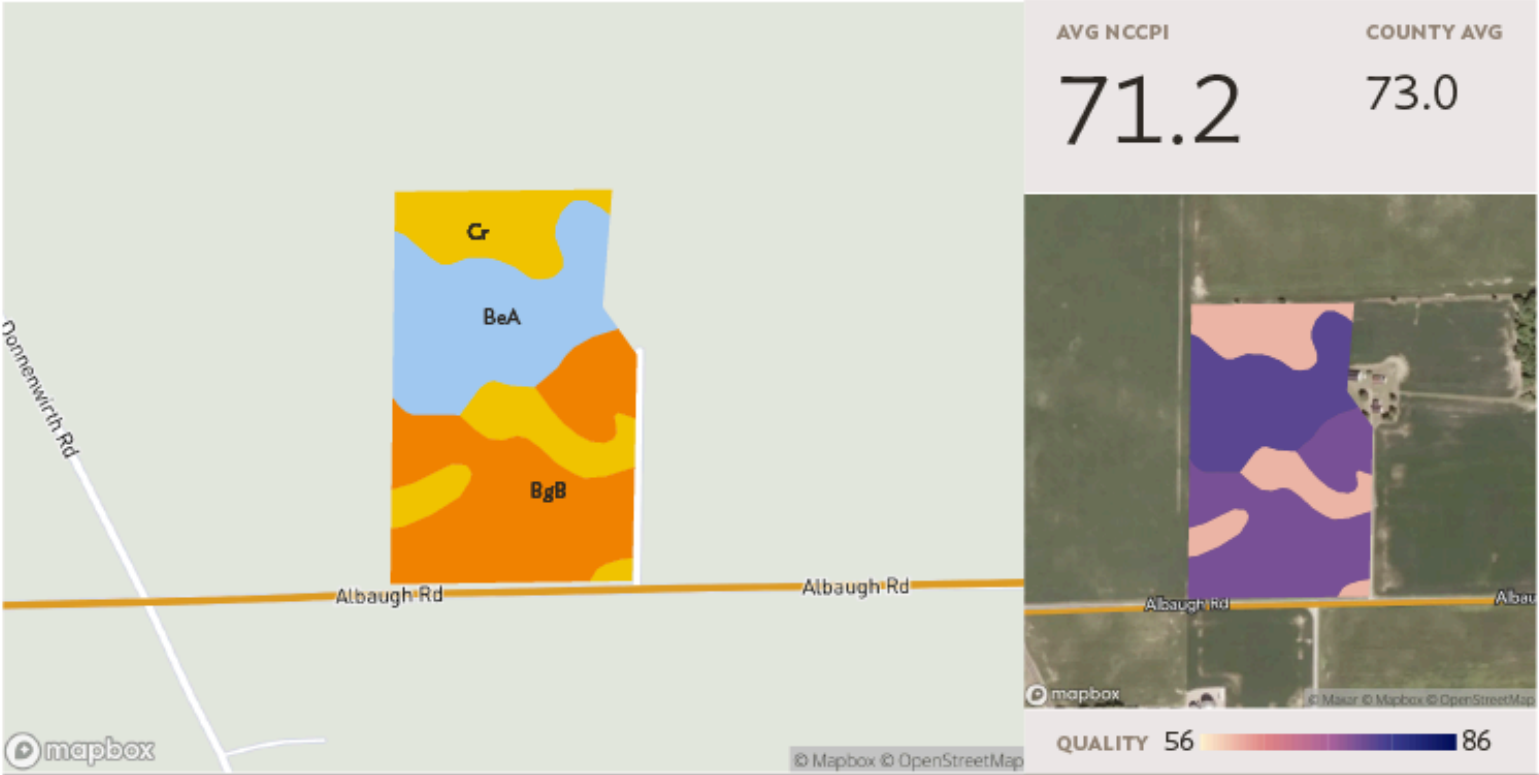 Cr
BeA
BgB
Donnenwirth Rd
Albaugh Rd
Albaugh Rd
mapbox
© Mapbox © OpenStreetMap
AVG NCCPI
COUNTY AVG
71.2
73.0
Albaugh Rd
Albau
mapbox
© Maxar © Mapbox © OpenStreetMap
QUALITY 56 86